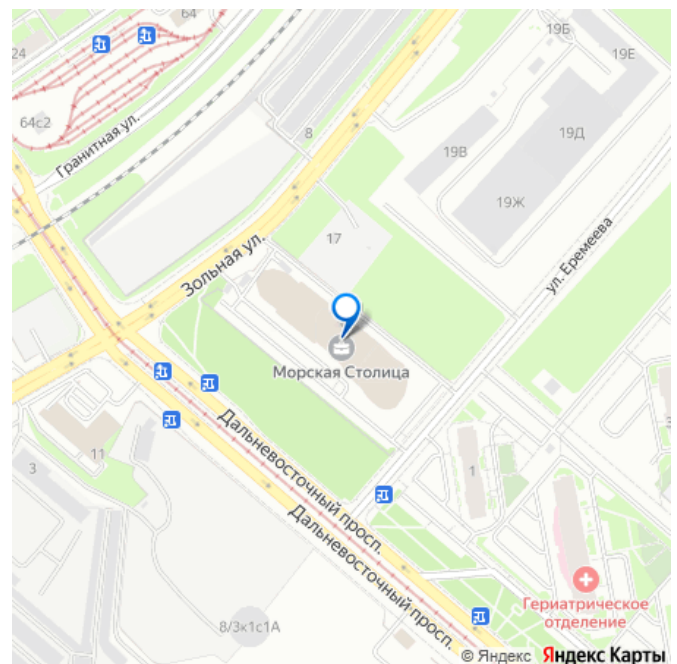 64
24
19Б
19Е
64с2
8
19Д
19В
Гранитная ул.
19Ж
17
ул. Еремеева
Зольная ул.
Морская Столица
Дальневосточный просп.
11
3
1
Дальневосточный просп.
Гериатрическое
отделение
8/3к1с1А
© Яндекс Яндекс Карты